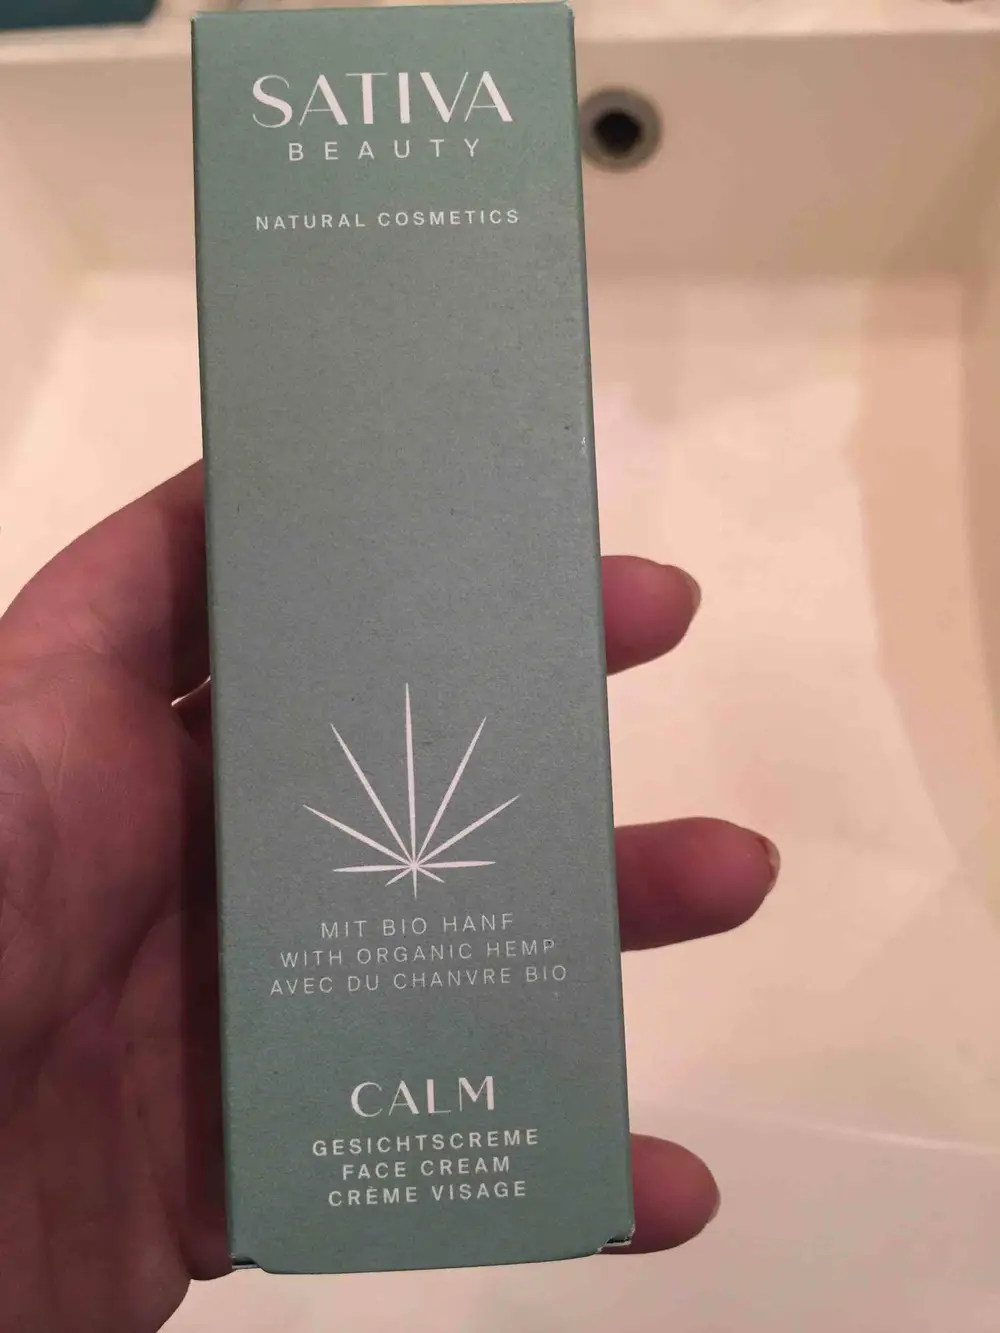 SATIVA
BEAUTY
NATURAL COSMETICS
MIT BIO HANF
WITH ORGANIC HEMP
AVEC DU CHANVRE BIO
CALM
GESICHTSCREME
FACE CREAM
CRÈME VISAGE